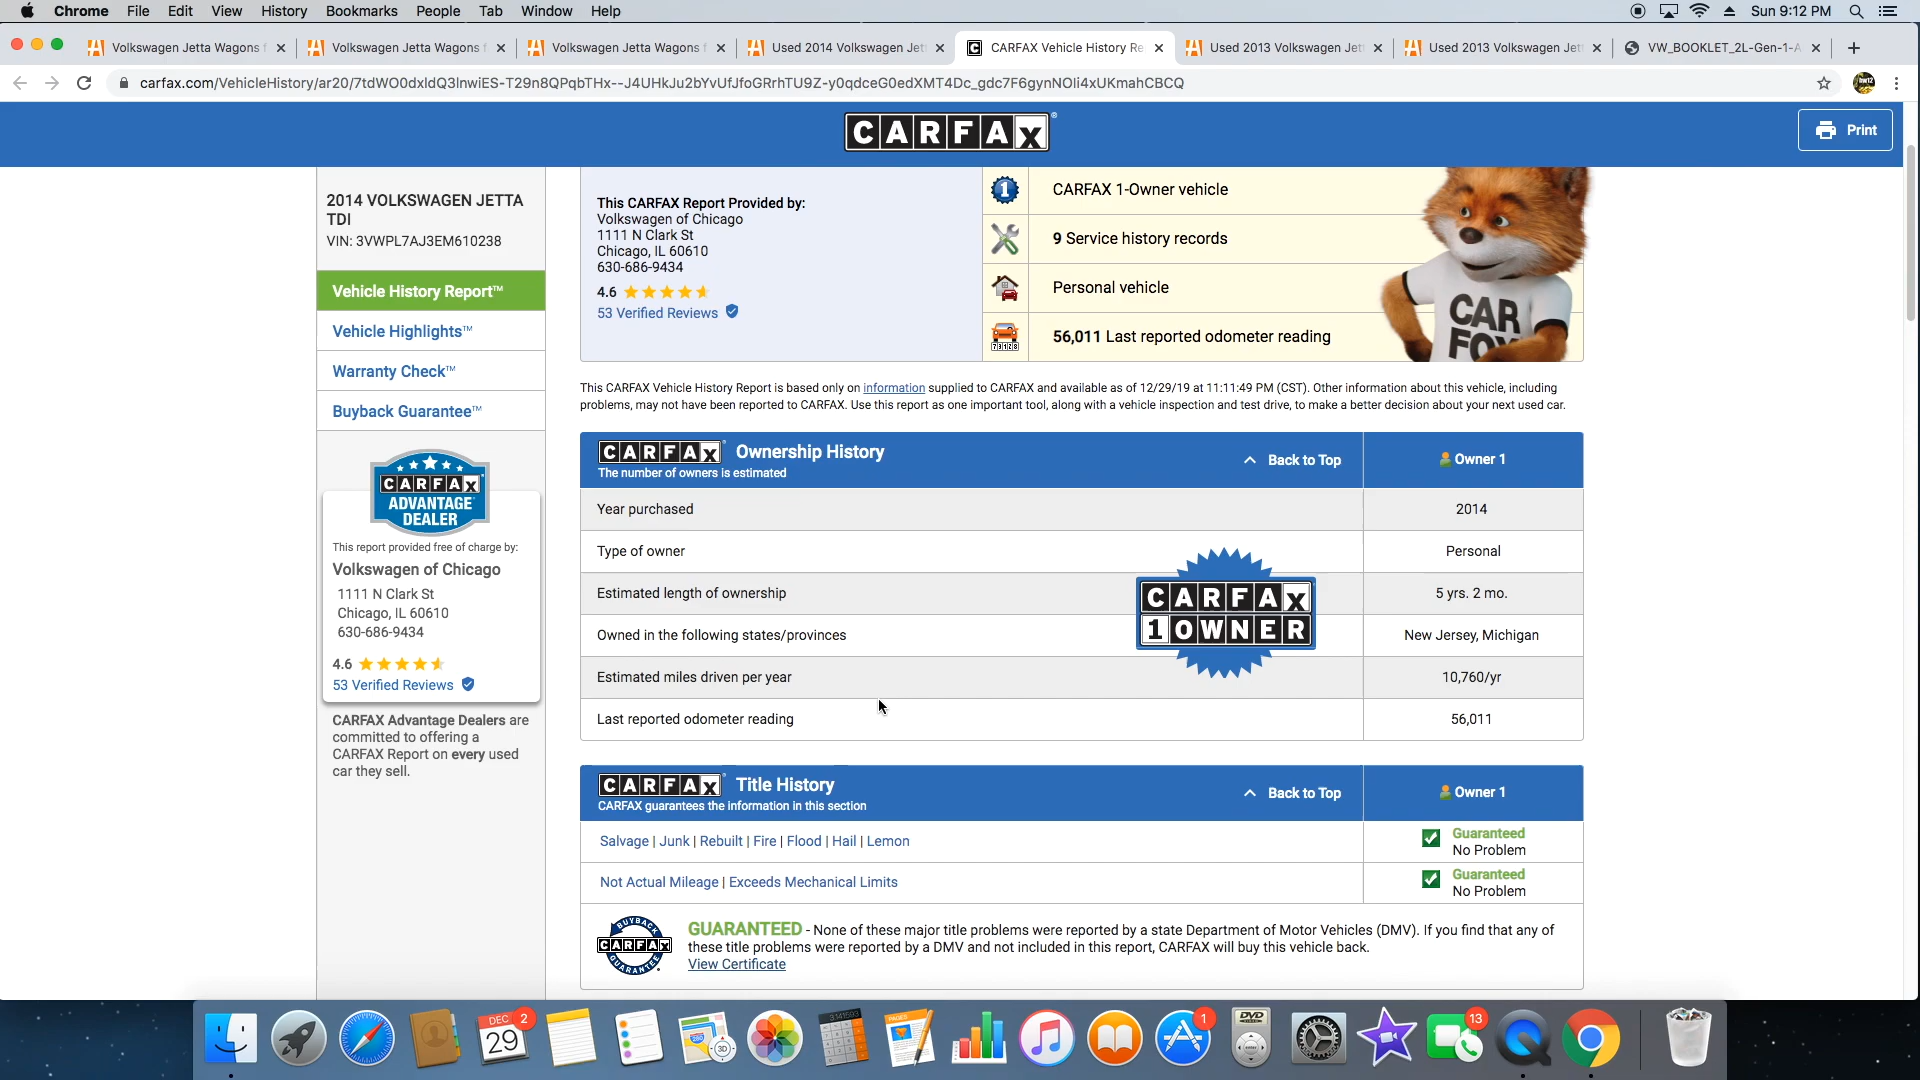 Chrome File Edit View History Bookmarks People Tab Window Help
Sun 9:12 PM
Volkswagen Jetta Wagons f
Volkswagen Jetta Wagons f
Volkswagen Jetta Wagons f
Used 2014 Volkswagen Jet
CARFAX Vehicle History Re
Used 2013 Volkswagen Jet
Used 2013 Volkswagen Jet
VW_BOOKLET_2L-Gen-1-A
carfax.com/VehicleHistory/ar20/7tdWO0dxldQ3lnwiES-T29n8QPqbTHx--J4UHkJu2bYvUfJfoGRrhTU9Z-y0qdceG0edXMT4Dc_gdc7F6gynNOli4xUKmahCBCQ
CARFAX
Print
2014 VOLKSWAGEN JETTA
TDI
VIN: 3VWPL7AJ3EM610238
Vehicle History Report™
Vehicle Highlights™
Warranty Check™
Buyback Guarantee™
CARFAX
ADVANTAGE
DEALER
This report provided free of charge by:
Volkswagen of Chicago
1111 N Clark St
Chicago, IL 60610
630-686-9434
4.6
53 Verified Reviews
CARFAX Advantage Dealers are
committed to offering a
CARFAX Report on every used
car they sell.
This CARFAX Report Provided by:
Volkswagen of Chicago
1111 N Clark St
Chicago, IL 60610
630-686-9434
4.6
53 Verified Reviews
1
CARFAX 1-Owner vehicle
9 Service history records
Personal vehicle
56,011 Last reported odometer reading
CAR
FOX
This CARFAX Vehicle History Report is based only on information supplied to CARFAX and available as of 12/29/19 at 11:11:49 PM (CST). Other information about this vehicle, including
problems, may not have been reported to CARFAX. Use this report as one important tool, along with a vehicle inspection and test drive, to make a better decision about your next used car.
CARFAX Ownership History
The number of owners is estimated
Back to Top
Owner 1
Year purchased 2014
Type of owner Personal
Estimated length of ownership 5 yrs. 2 mo.
Owned in the following states/provinces New Jersey, Michigan
Estimated miles driven per year 10,760/yr
Last reported odometer reading 56,011
CARFAX
1 OWNER
CARFAX Title History
CARFAX guarantees the information in this section
Back to Top
Owner 1
Salvage | Junk | Rebuilt | Fire | Flood | Hail | Lemon
Guaranteed
No Problem
Not Actual Mileage | Exceeds Mechanical Limits
Guaranteed
No Problem
BUYBACK
CARFAX
GUARANTEE
GUARANTEED - None of these major title problems were reported by a state Department of Motor Vehicles (DMV). If you find that any of
these title problems were reported by a DMV and not included in this report, CARFAX will buy this vehicle back.
View Certificate
DEC
29
2
3D
PAGES
1
DVD
13